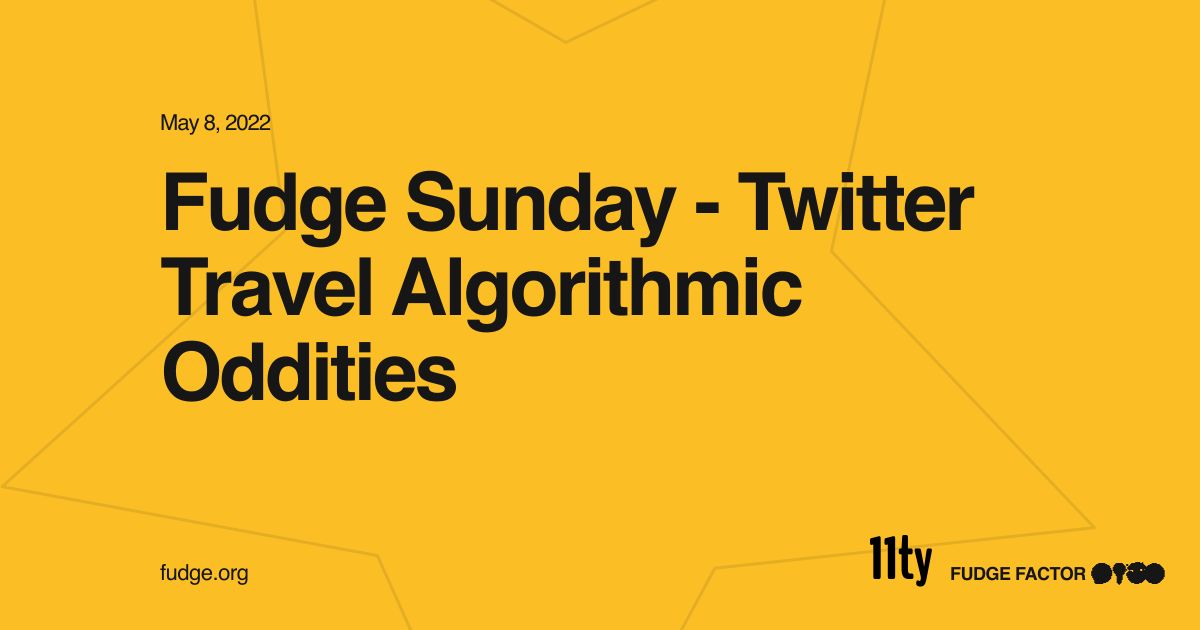 May 8, 2022
Fudge Sunday - Twitter
Travel Algorithmic
Oddities
fudge.org
11ty
FUDGE FACTOR